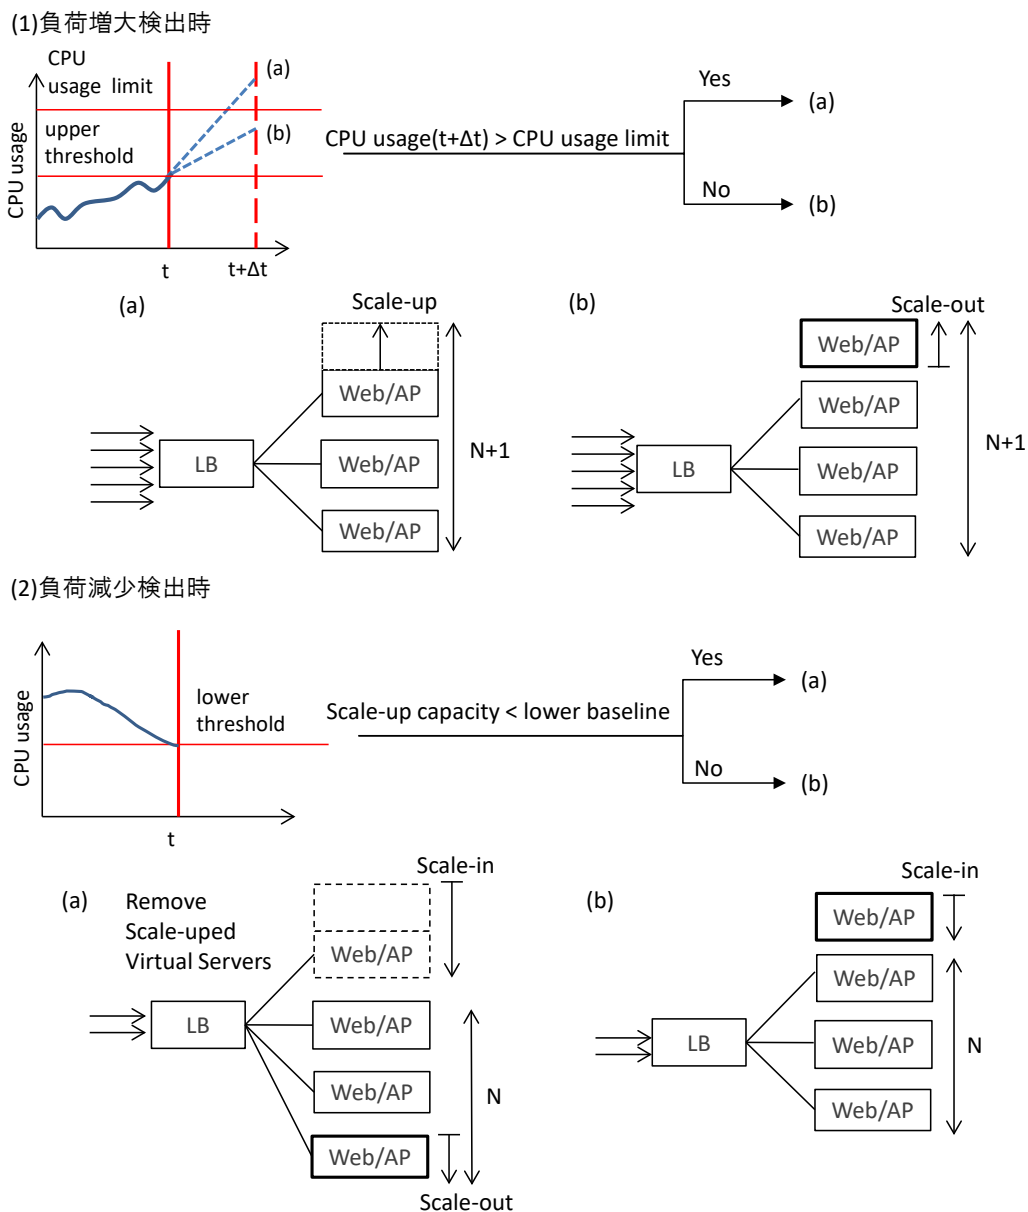 (1)負荷増大検出時
CPU
usage limit
(a)
upper
threshold
(b)
CPU usage
t
t+Δt
CPU usage(t+Δt) > CPU usage limit
Yes
(a)
No
(b)
(a)
Scale-up
Web/AP
LB
Web/AP
Web/AP
N+1
(b)
Scale-out
Web/AP
Web/AP
LB
Web/AP
Web/AP
N+1
(2)負荷減少検出時
CPU usage
lower
threshold
t
Scale-up capacity < lower baseline
Yes
(a)
No
(b)
(a)
Remove
Scale-uped
Virtual Servers
Scale-in
Web/AP
LB
Web/AP
Web/AP
N
Web/AP
Scale-out
(b)
Scale-in
Web/AP
Web/AP
LB
Web/AP
N
Web/AP